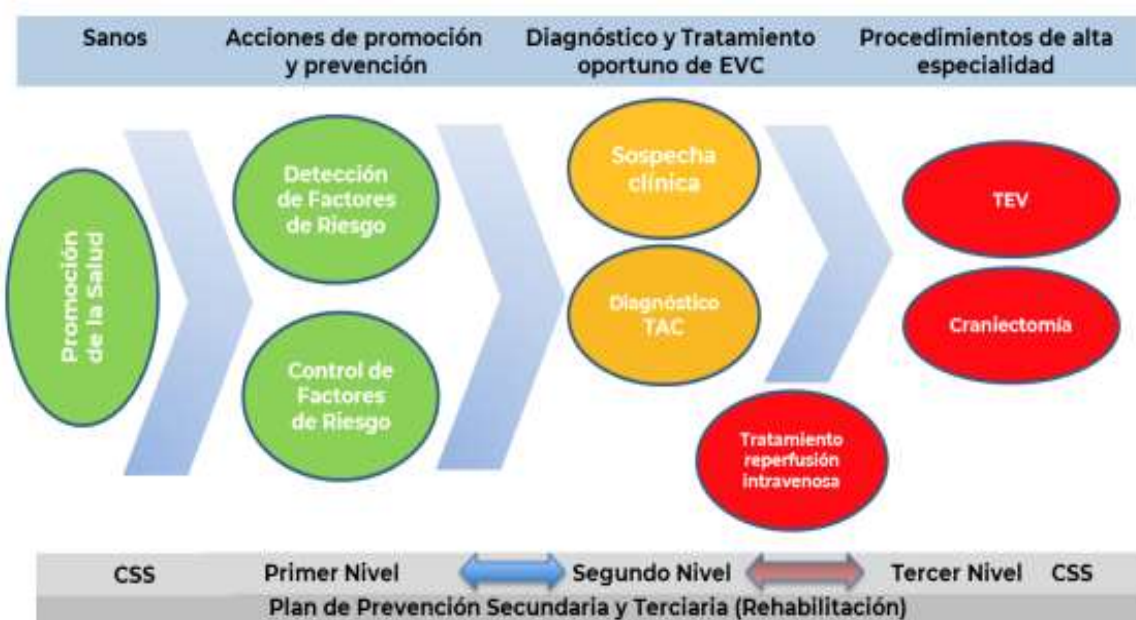 Sanos
Acciones de promoción
y prevención
Diagnóstico y Tratamiento
oportuno de EVC
Procedimientos de alta
especialidad
Promoción
de la Salud
Detección
de Factores
de Riesgo
Control de
Factores
de Riesgo
Sospecha
clínica
Diagnóstico
TAC
Tratamiento
reperfusión
intravenosa
TEV
Craniectomía
CSS Primer Nivel Segundo Nivel Tercer Nivel CSS
Plan de Prevención Secundaria y Terciaria (Rehabilitación)